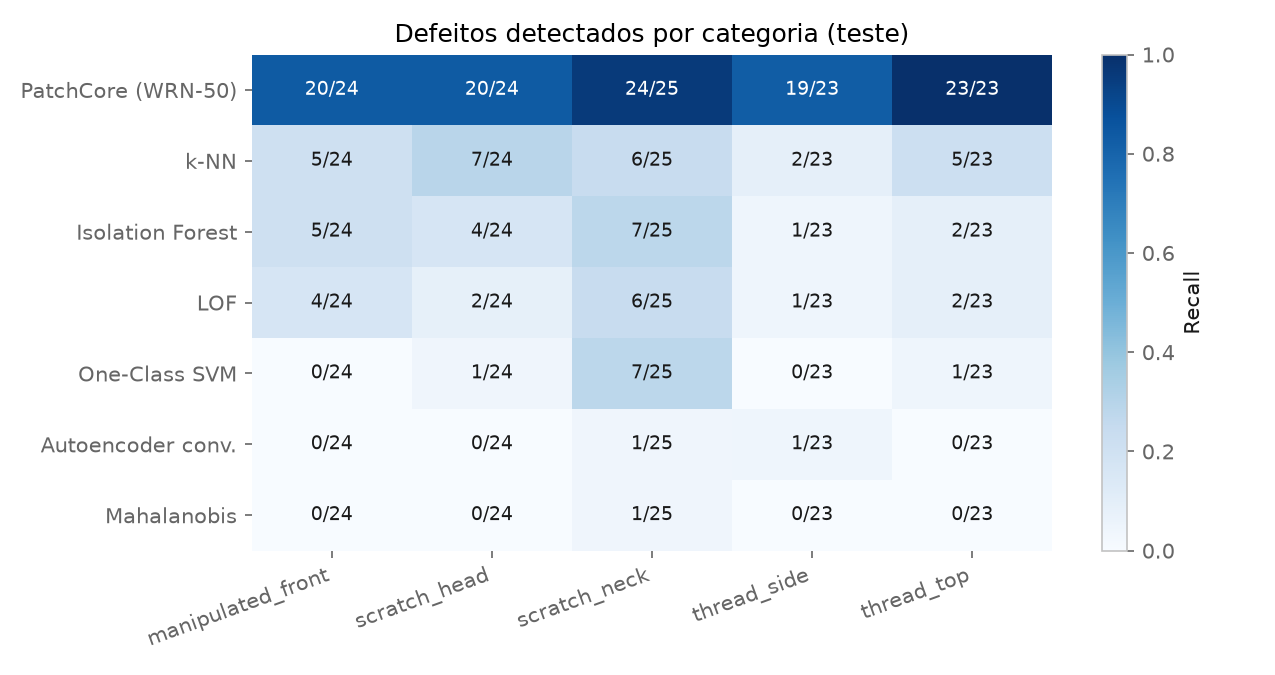 Defeitos detectados por categoria (teste)
PatchCore (WRN-50) 20/24 20/24 24/25 19/23 23/23
k-NN 5/24 7/24 6/25 2/23 5/23
Isolation Forest 5/24 4/24 7/25 1/23 2/23
LOF 4/24 2/24 6/25 1/23 2/23
One-Class SVM 0/24 1/24 7/25 0/23 1/23
Autoencoder conv. 0/24 0/24 1/25 1/23 0/23
Mahalanobis 0/24 0/24 1/25 0/23 0/23
manipulated_front scratch_head scratch_neck thread_side thread_top
1.0
0.8
0.6
0.4
0.2
0.0
Recall